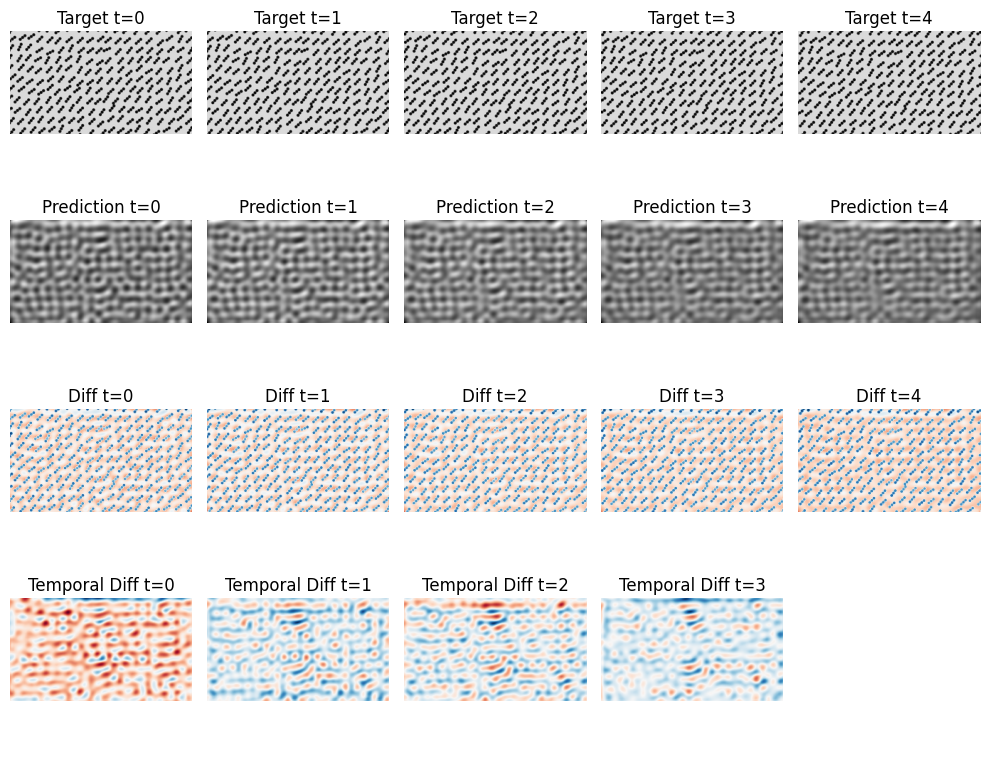 Target t=0 Target t=1 Target t=2 Target t=3 Target t=4
Prediction t=0 Prediction t=1 Prediction t=2 Prediction t=3 Prediction t=4
Diff t=0 Diff t=1 Diff t=2 Diff t=3 Diff t=4
Temporal Diff t=0 Temporal Diff t=1 Temporal Diff t=2 Temporal Diff t=3